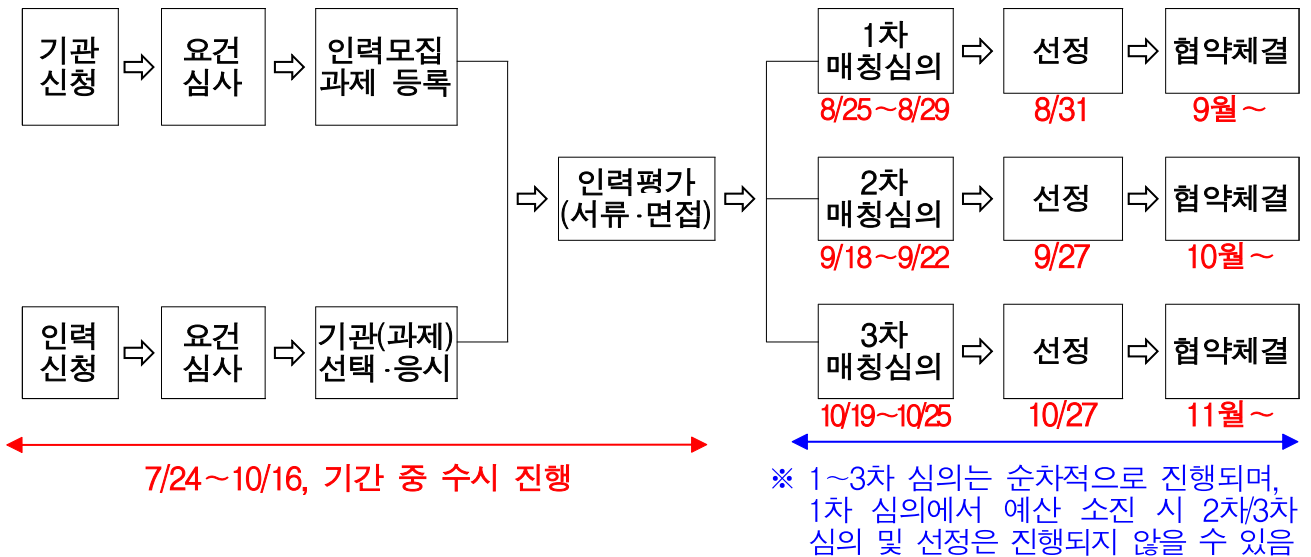 기관
신청
요건
심사
인력모집
과제 등록
인력
신청
요건
심사
기관(과제)
선택·응시
인력평가
(서류·면접)
1차
매칭심의
8/25~8/29
선정
8/31
협약체결
9월~
2차
매칭심의
9/18~9/22
선정
9/27
협약체결
10월~
3차
매칭심의
10/19~10/25
선정
10/27
협약체결
11월~
7/24~10/16, 기간 중 수시 진행
※ 1~3차 심의는 순차적으로 진행되며,
1차 심의에서 예산 소진 시 2차/3차
심의 및 선정은 진행되지 않을 수 있음